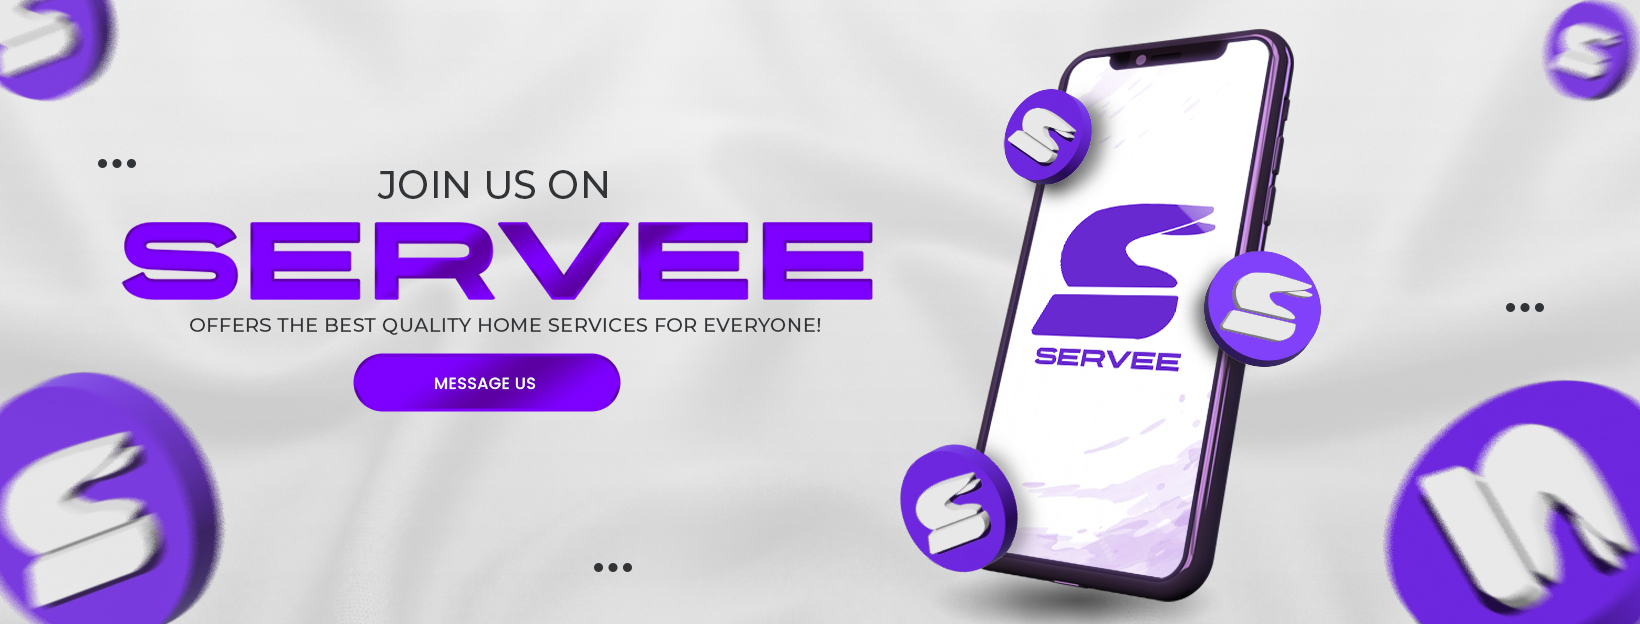 JOIN US ON
SERVEE
OFFERS THE BEST QUALITY HOME SERVICES FOR EVERYONE!
MESSAGE US
SERVEE